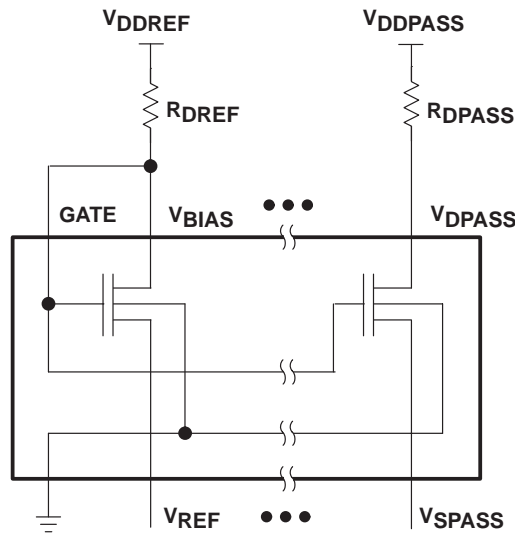 VDDREF
VDDPASS
RDREF
RDPASS
GATE
VBIAS
VDPASS
VREF
VSPASS